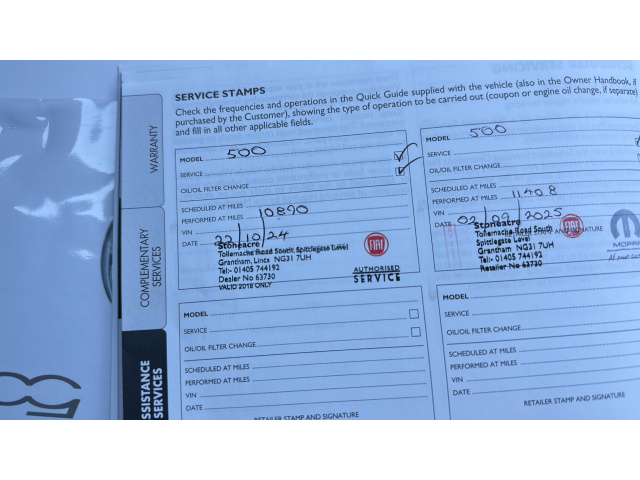 SERVICE STAMPS
Check the frequencies and operations in the Quick Guide supplied with the vehicle (also in the Owner Handbook, if
purchased by the Customer), showing the type of operation to be carried out (coupon or engine oil change, if separate)
and fill in all other applicable fields.
WARRANTY
COMPLEMENTARY
SERVICES
ASSISTANCE
SERVICES
MODEL 500
SERVICE
OIL/OIL FILTER CHANGE
SCHEDULED AT MILES
PERFORMED AT MILES 10890
VIN
DATE 22/10/24
Stoneacre
Tollemache Road South, Spittlegate Level
Grantham, Lincs NG31 7UH
Tel:- 01405 744192
Dealer No 63730
VALID 2018 ONLY
FIAT
AUTHORISED
SERVICE
MODEL 500
SERVICE
OIL/OIL FILTER CHANGE
SCHEDULED AT MILES
PERFORMED AT MILES 11408
VIN
DATE 02/09/2025
Stoneacre
Tollemache Road South
Spittlegate Level
Grantham, NG31 7UH
Tel:- 01405 744192
Retailer No 63730
AND SIGNATURE
FIAT
MOPAR
MODEL
SERVICE
OIL/OIL FILTER CHANGE
SCHEDULED AT MILES
PERFORMED AT MILES
VIN
DATE
RETAILER STAMP AND SIGNATURE
MODEL
SERVICE
OIL/OIL FILTER CHANGE
SCHEDULED AT MILES
PERFORMED AT MILES
VIN
DATE
RETAILER STAMP AND SIGNATURE